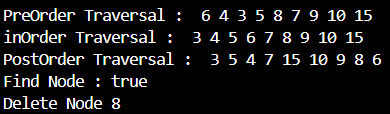 PreOrder Traversal :  6 4 3 5 8 7 9 10 15
inOrder Traversal :  3 4 5 6 7 8 9 10 15
PostOrder Traversal :  3 5 4 7 15 10 9 8 6
Find Node : true
Delete Node 8